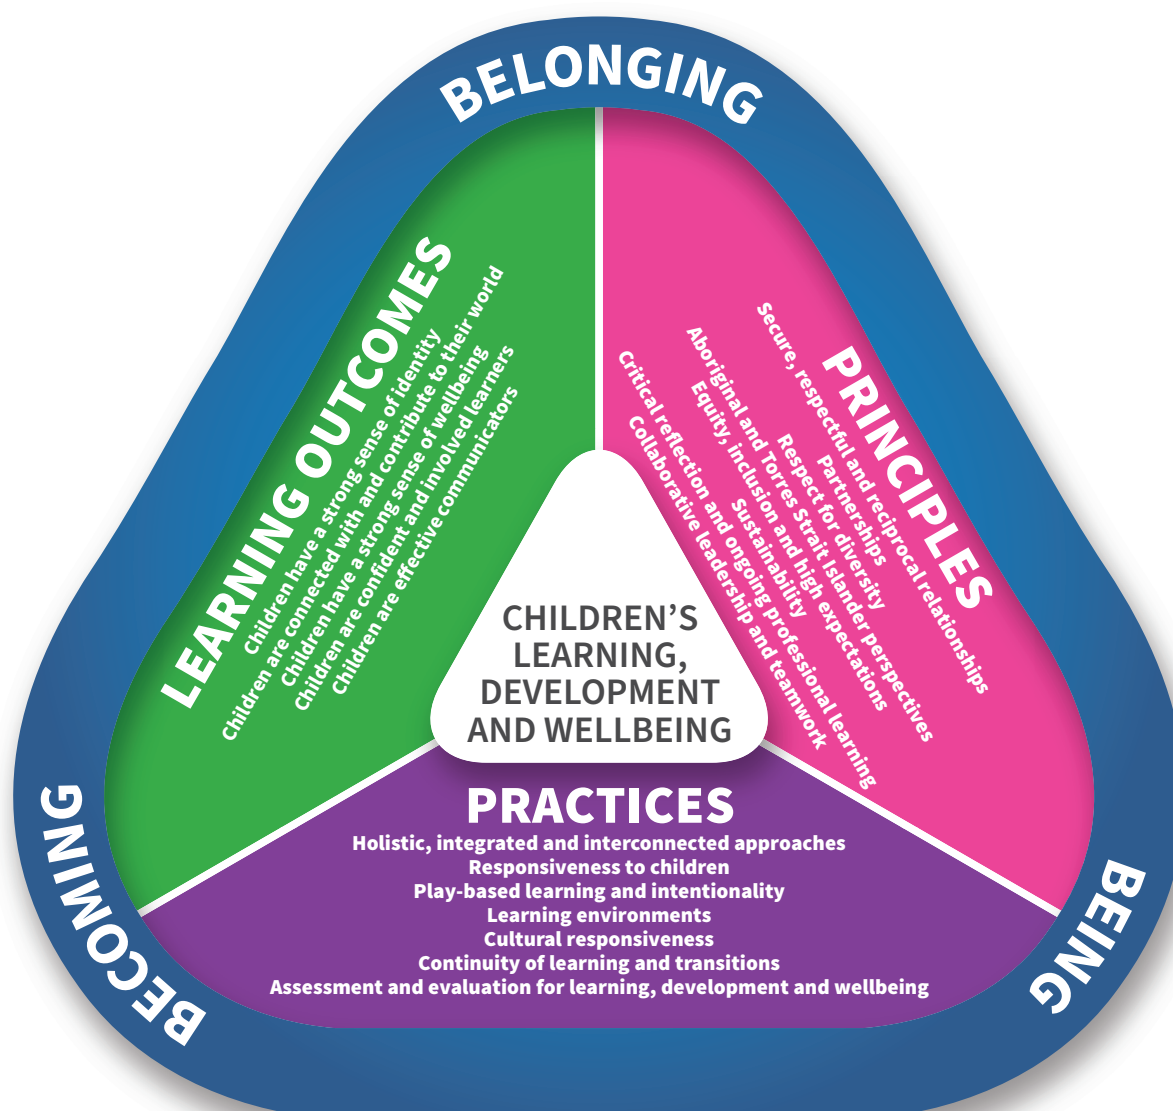 BELONGING
LEARNING OUTCOMES
Children have a strong sense of identity
Children are connected with and contribute to their world
Children have a strong sense of wellbeing
Children are confident and involved learners
Children are effective communicators
PRINCIPLES
Secure, respectful and reciprocal relationships
Partnerships
Respect for diversity
Aboriginal and Torres Strait Islander perspectives
Equity, inclusion and high expectations
Sustainability
Critical reflection and ongoing professional learning
Collaborative leadership and teamwork
CHILDREN'S
LEARNING,
DEVELOPMENT
AND WELLBEING
PRACTICES
Holistic, integrated and interconnected approaches
Responsiveness to children
Play-based learning and intentionality
Learning environments
Cultural responsiveness
Continuity of learning and transitions
Assessment and evaluation for learning, development and wellbeing
BECOMING
BEING